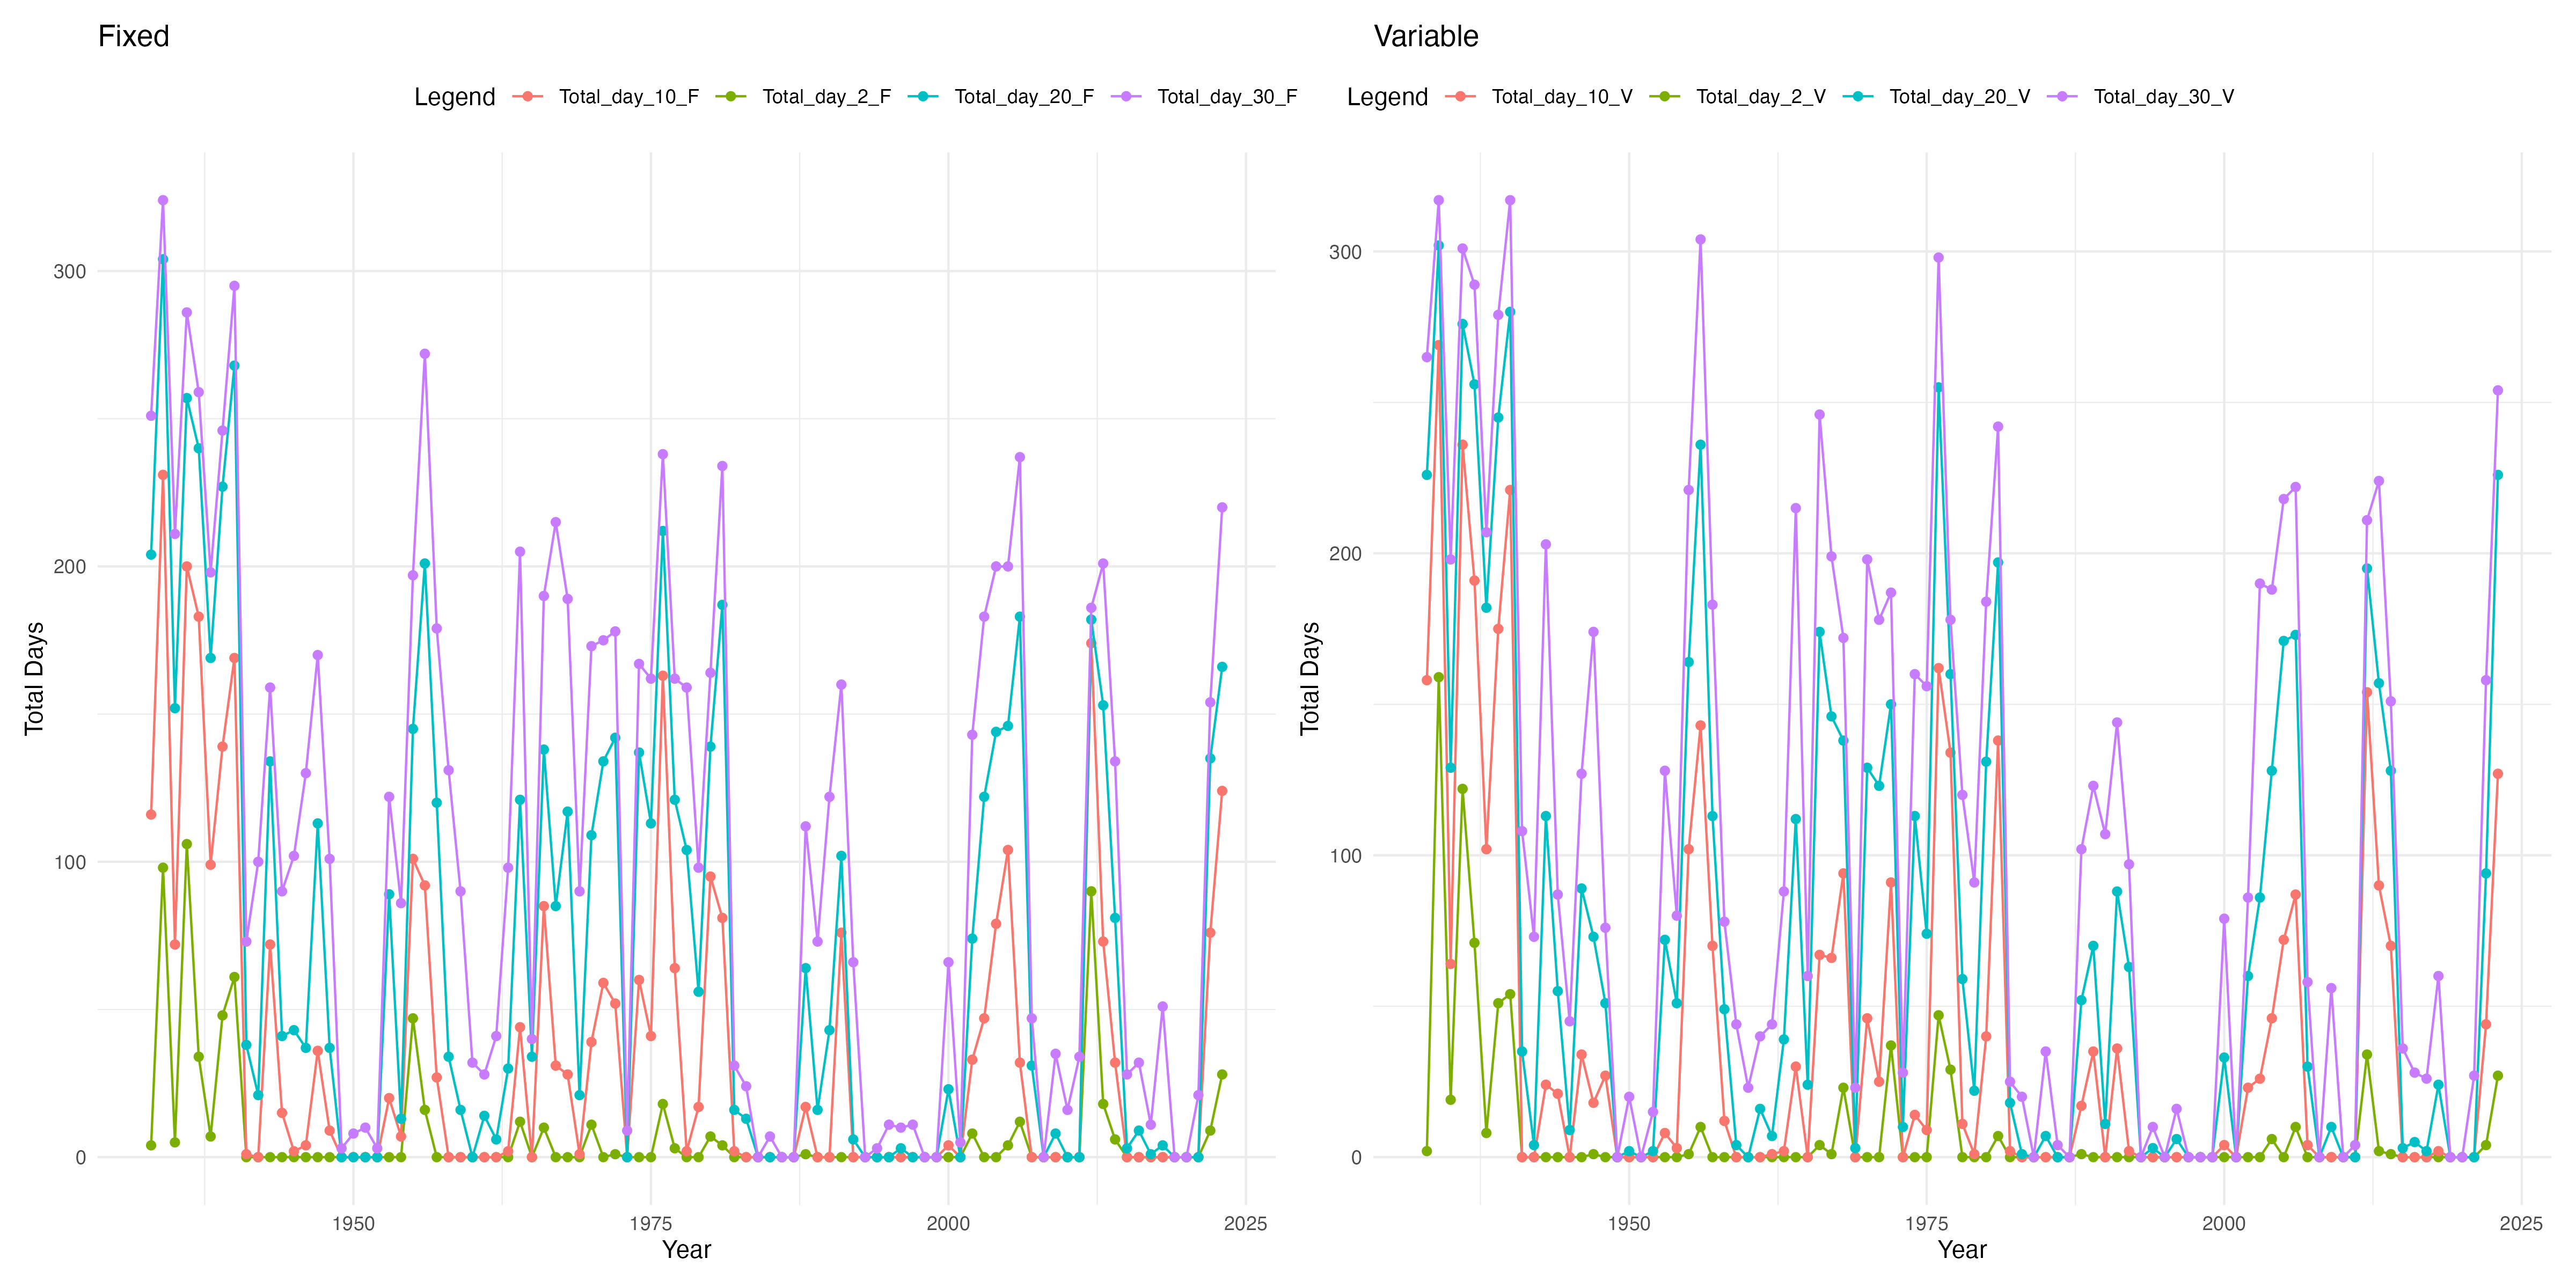 Fixed
Legend Total_day_10_F Total_day_2_F Total_day_20_F Total_day_30_F
Total Days
300
200
100
0
1950 1975 2000 2025
Year
Variable
Legend Total_day_10_V Total_day_2_V Total_day_20_V Total_day_30_V
Total Days
300
200
100
0
1950 1975 2000 2025
Year